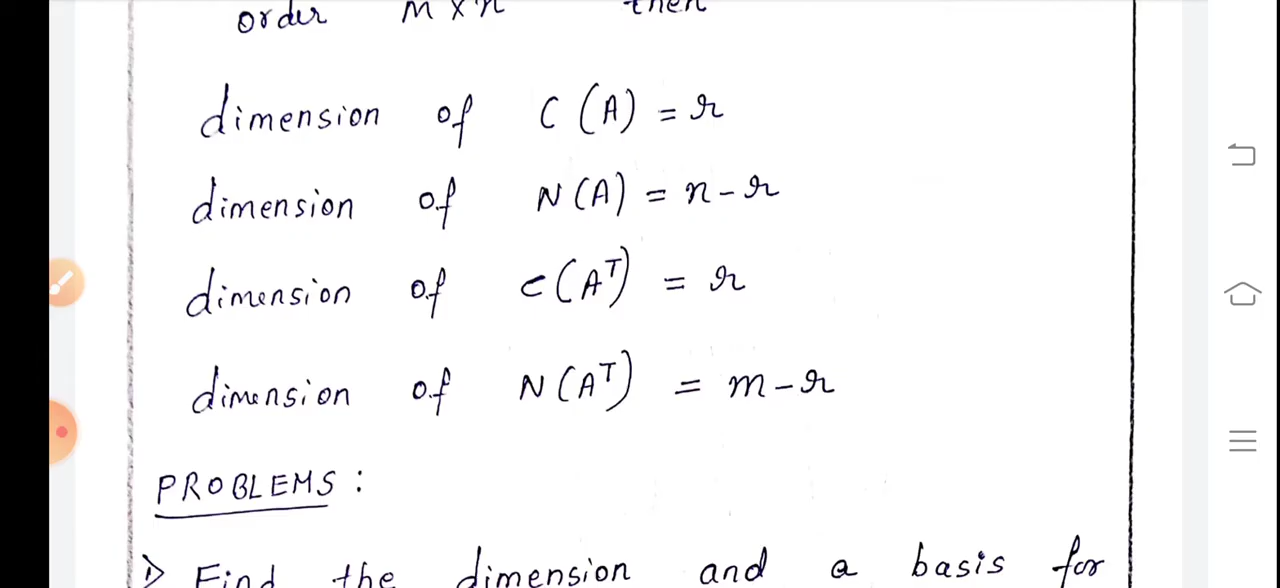 order m x n then
dimension of C (A) = r
dimension of N (A) = n - r
dimension of C (Aᵀ) = r
dimension of N (Aᵀ) = m - r
PROBLEMS :
1) Find the dimension and a basis for